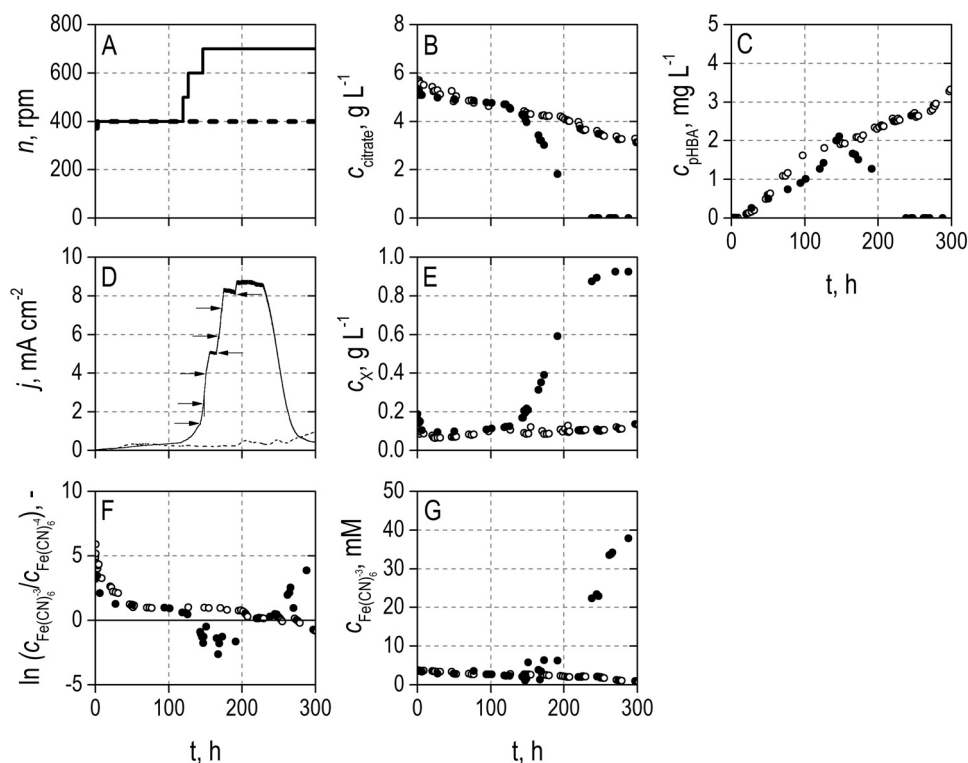 A
n, rpm
800
600
400
200
0
B
c_citrate, g L⁻¹
8
6
4
2
0
C
c_pHBA, mg L⁻¹
5
4
3
2
1
0
0 100 200 300
t, h
D
j, mA cm⁻²
10
8
6
4
2
0
E
c_X, g L⁻¹
1.0
0.8
0.6
0.4
0.2
0.0
F
ln (c_Fe(CN)₆⁻³/c_Fe(CN)₆⁻⁴), -
10
5
0
-5
0 100 200 300
t, h
G
c_Fe(CN)₆⁻³, mM
50
40
30
20
10
0
0 100 200 300
t, h